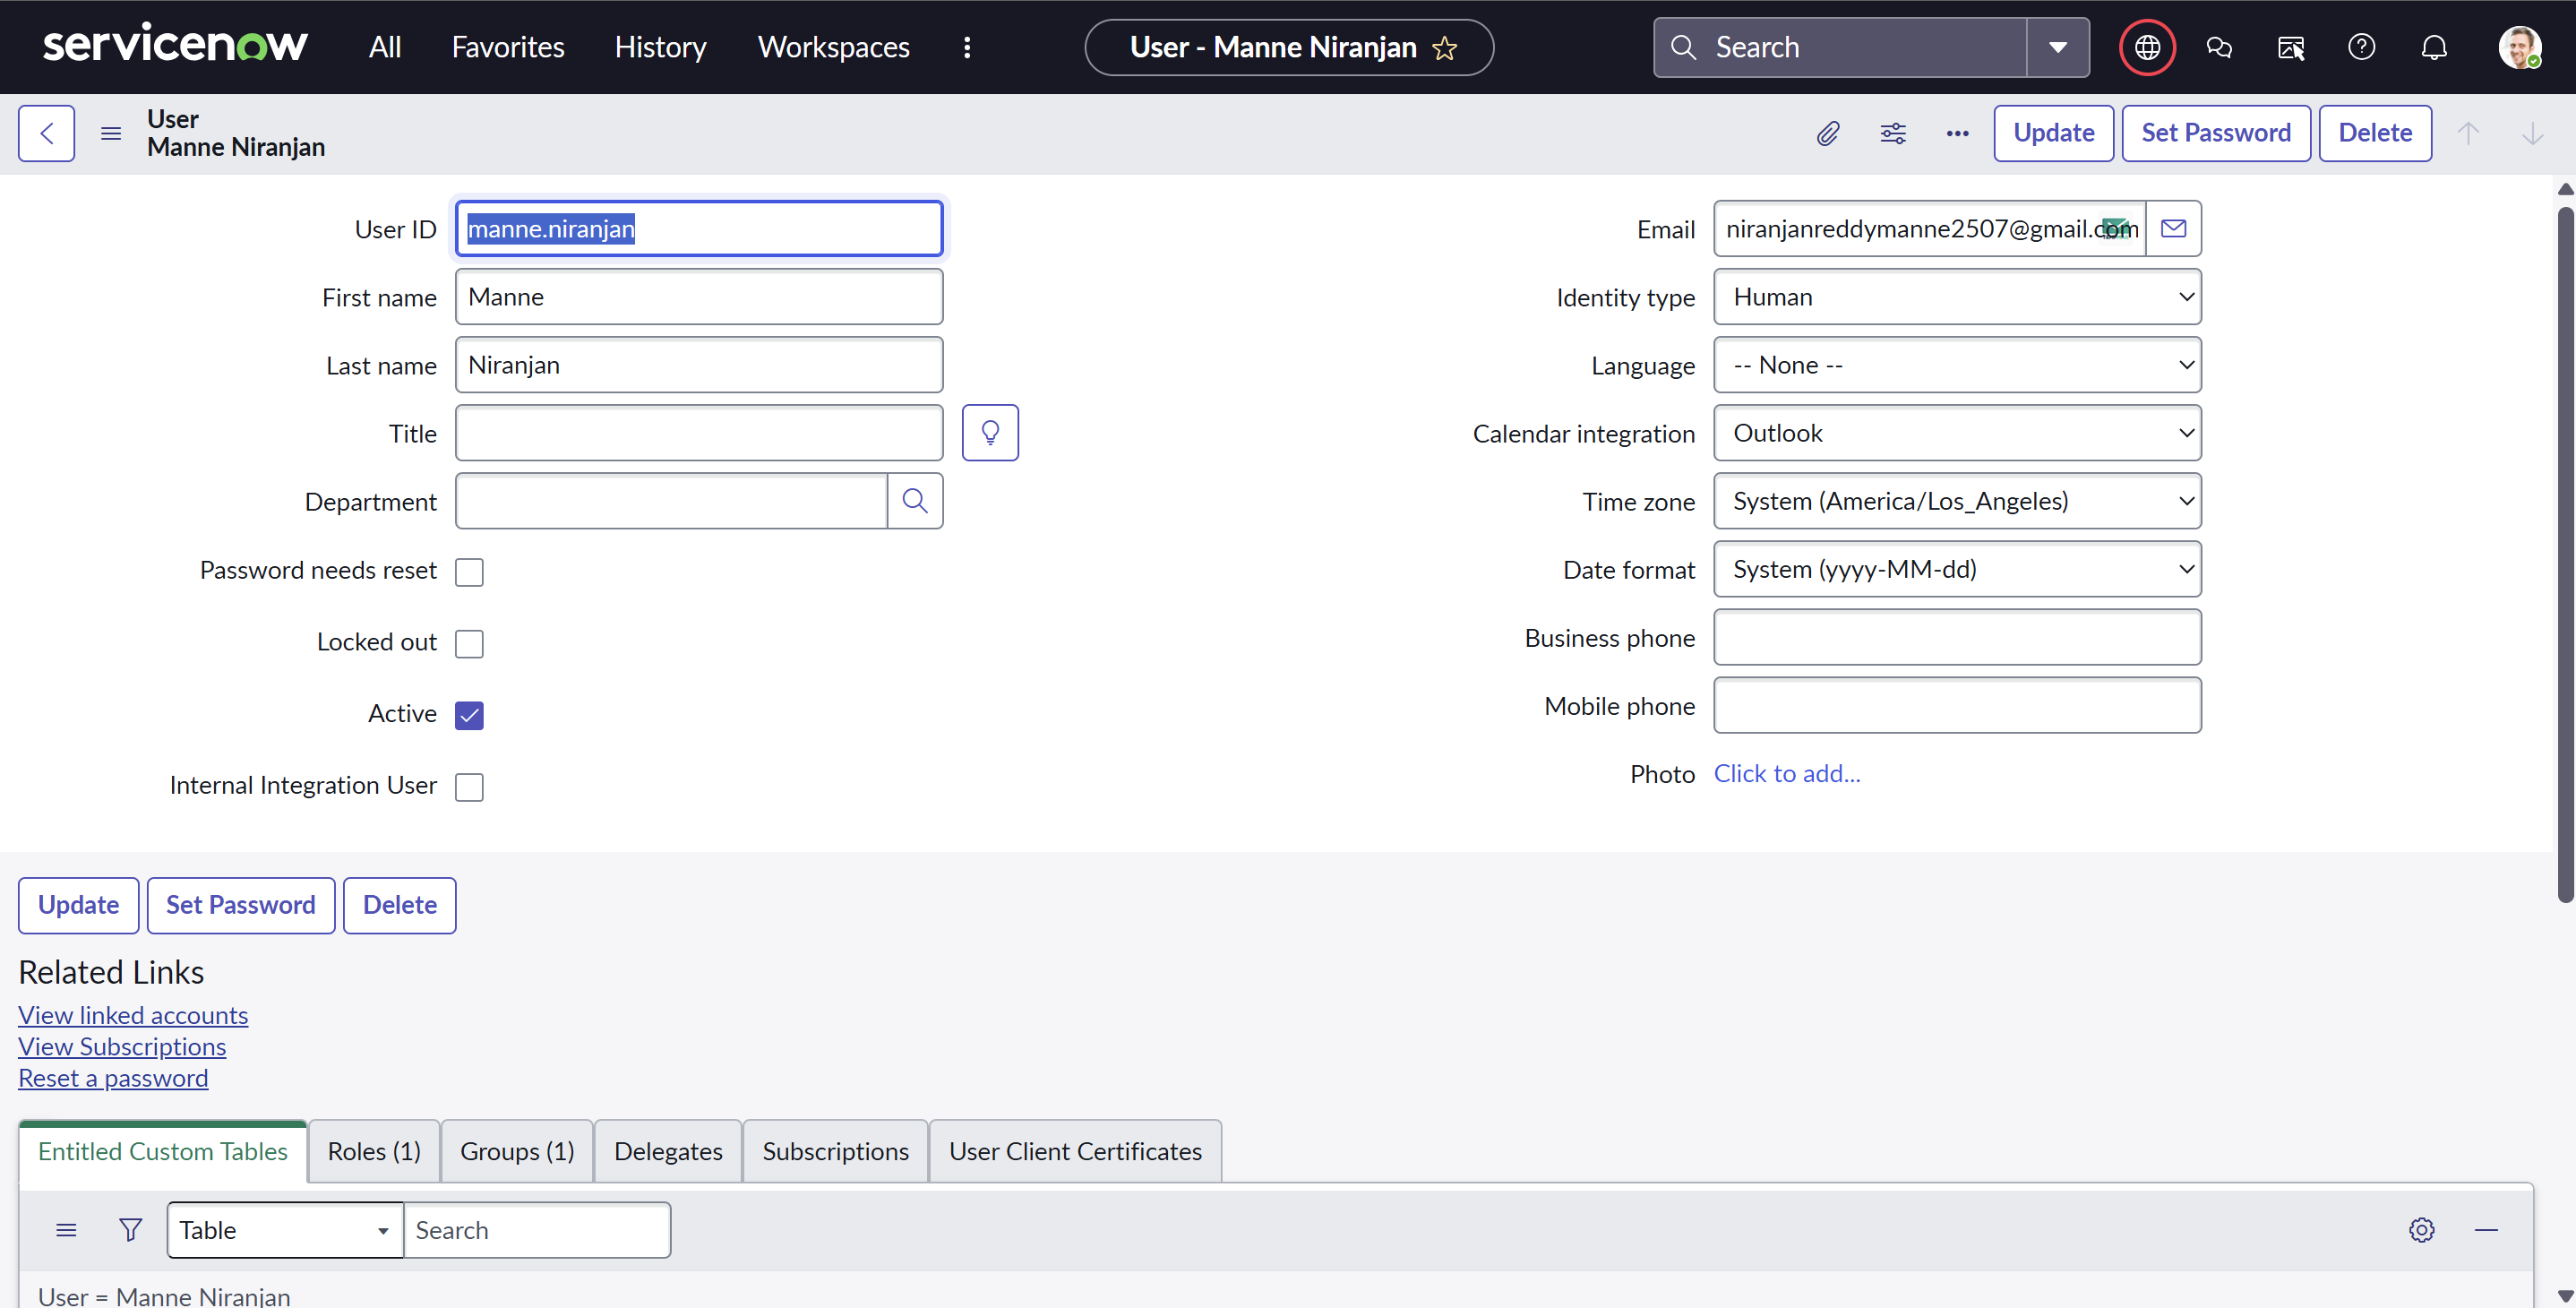 servicenow All Favorites History Workspaces User - Manne Niranjan Search
User
Manne Niranjan
Update Set Password Delete
User ID manne.niranjan
First name Manne
Last name Niranjan
Title
Department
Password needs reset
Locked out
Active
Internal Integration User
Email niranjanreddymanne2507@gmail.com
Identity type Human
Language -- None --
Calendar integration Outlook
Time zone System (America/Los_Angeles)
Date format System (yyyy-MM-dd)
Business phone
Mobile phone
Photo Click to add...
Update Set Password Delete
Related Links
View linked accounts
View Subscriptions
Reset a password
Entitled Custom Tables Roles (1) Groups (1) Delegates Subscriptions User Client Certificates
Table Search
User = Manne Niranjan